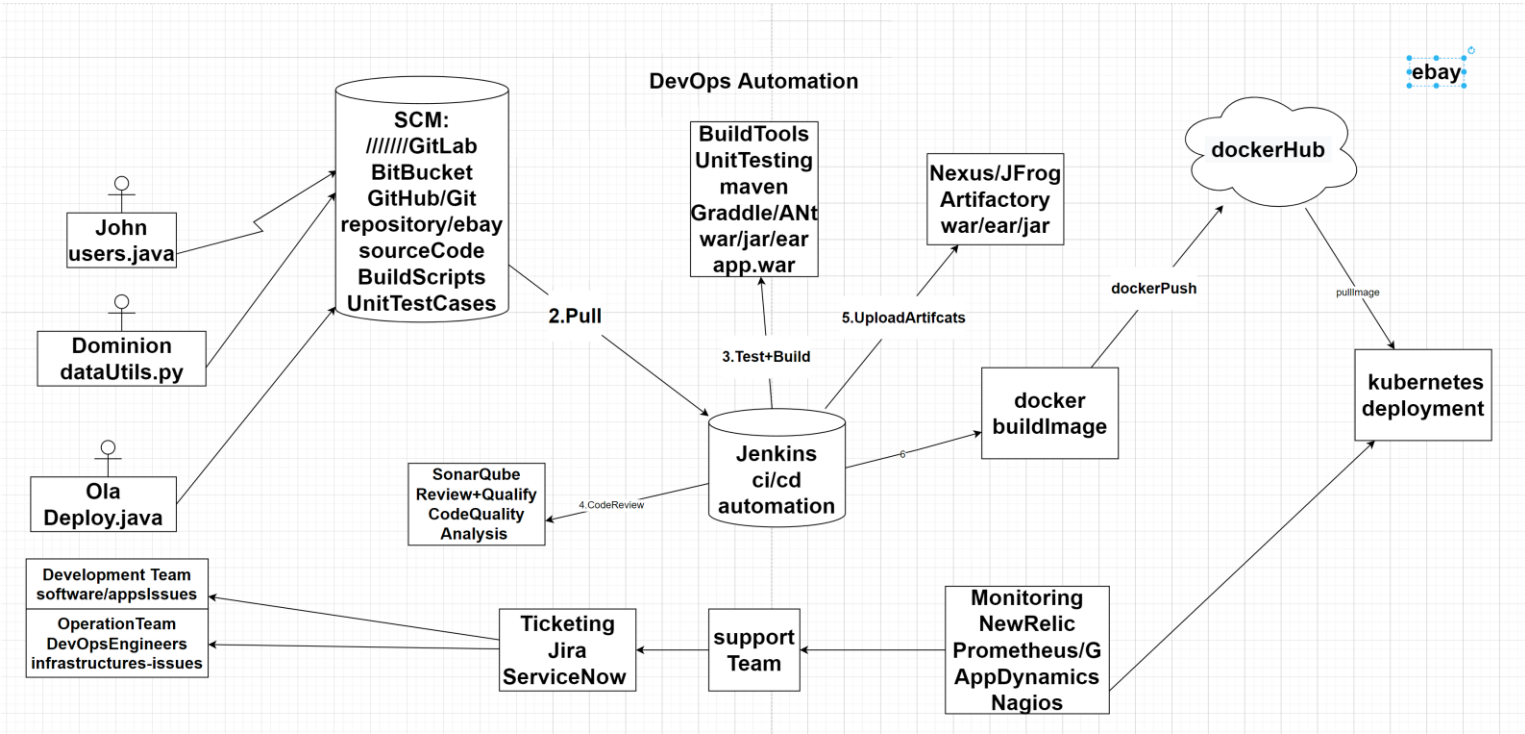 DevOps Automation
ebay
SCM:
///////GitLab
BitBucket
GitHub/Git
repository/ebay
sourceCode
BuildScripts
UnitTestCases
John
users.java
Dominion
dataUtils.py
Ola
Deploy.java
2.Pull
BuildTools
UnitTesting
maven
Graddle/ANt
war/jar/ear
app.war
3.Test+Build
Nexus/JFrog
Artifactory
war/ear/jar
5.UploadArtifcats
dockerHub
dockerPush
pullImage
docker
buildImage
kubernetes
deployment
Jenkins
ci/cd
automation
6
4.CodeReview
SonarQube
Review+Qualify
CodeQuality
Analysis
Development Team
software/appsIssues
OperationTeam
DevOpsEngineers
infrastructures-issues
Ticketing
Jira
ServiceNow
support
Team
Monitoring
NewRelic
Prometheus/G
AppDynamics
Nagios